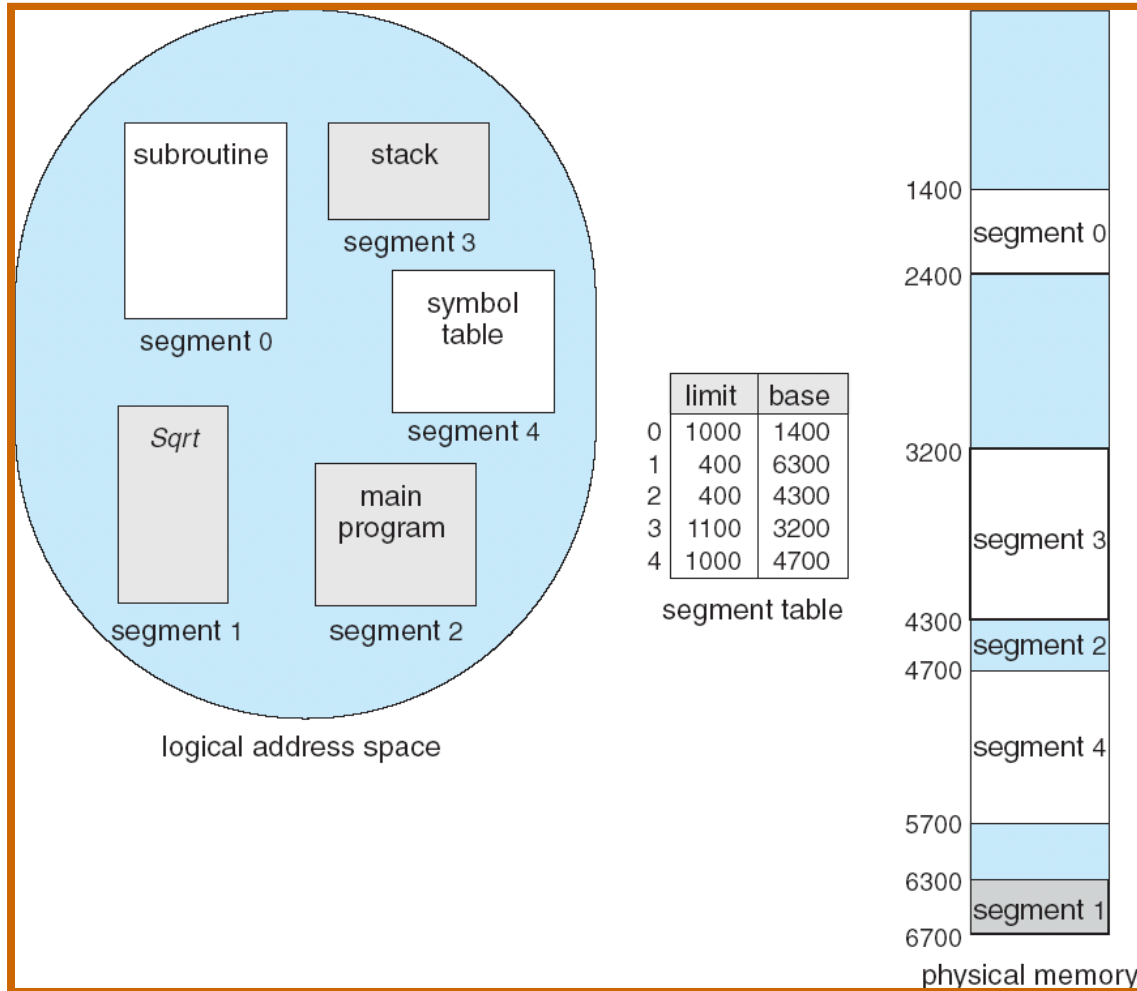 subroutine
segment 0
stack
segment 3
symbol
table
segment 4
Sqrt
segment 1
main
program
segment 2
logical address space
limit base
0 1000 1400
1 400 6300
2 400 4300
3 1100 3200
4 1000 4700
segment table
1400
segment 0
2400
3200
segment 3
4300
segment 2
4700
segment 4
5700
6300
segment 1
6700
physical memory